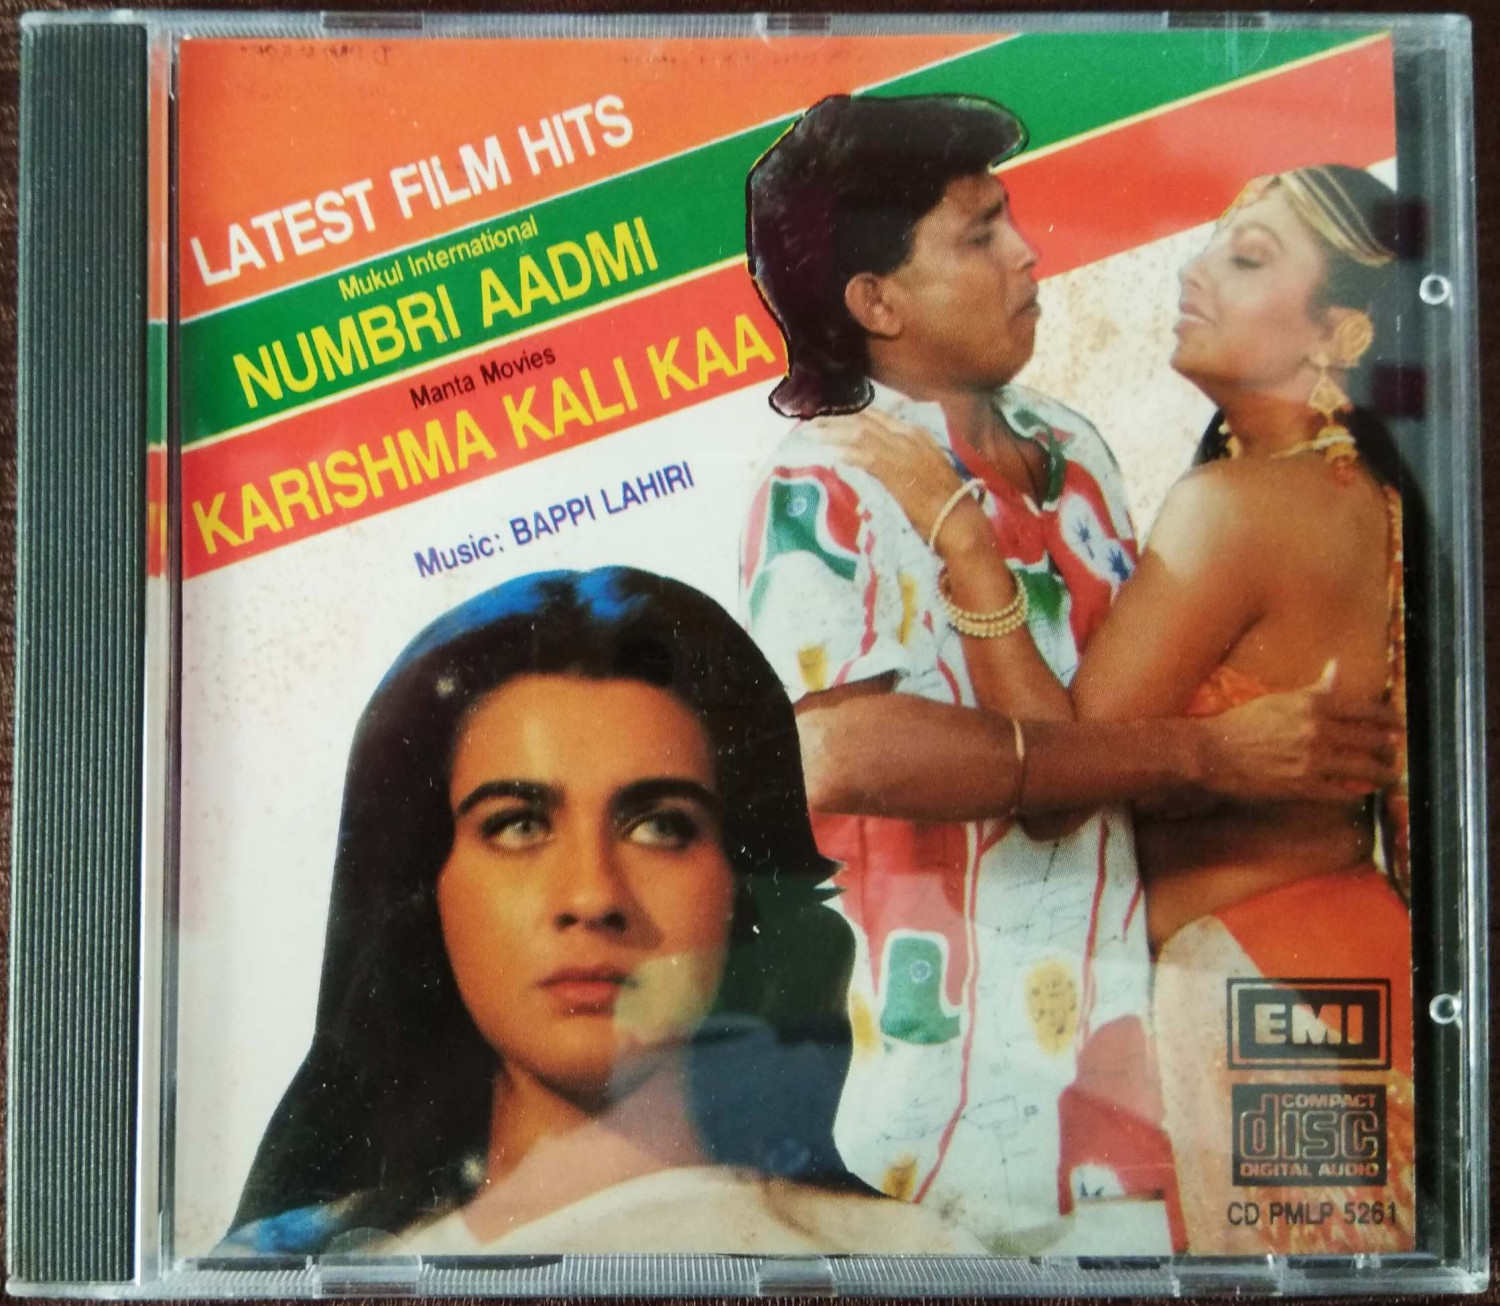 LATEST FILM HITS
Mukul International
NUMBRI AADMI
Manta Movies
KARISHMA KALI KAA
Music: BAPPI LAHIRI
EMI
COMPACT
disc
DIGITAL AUDIO
CD PMLP 5261